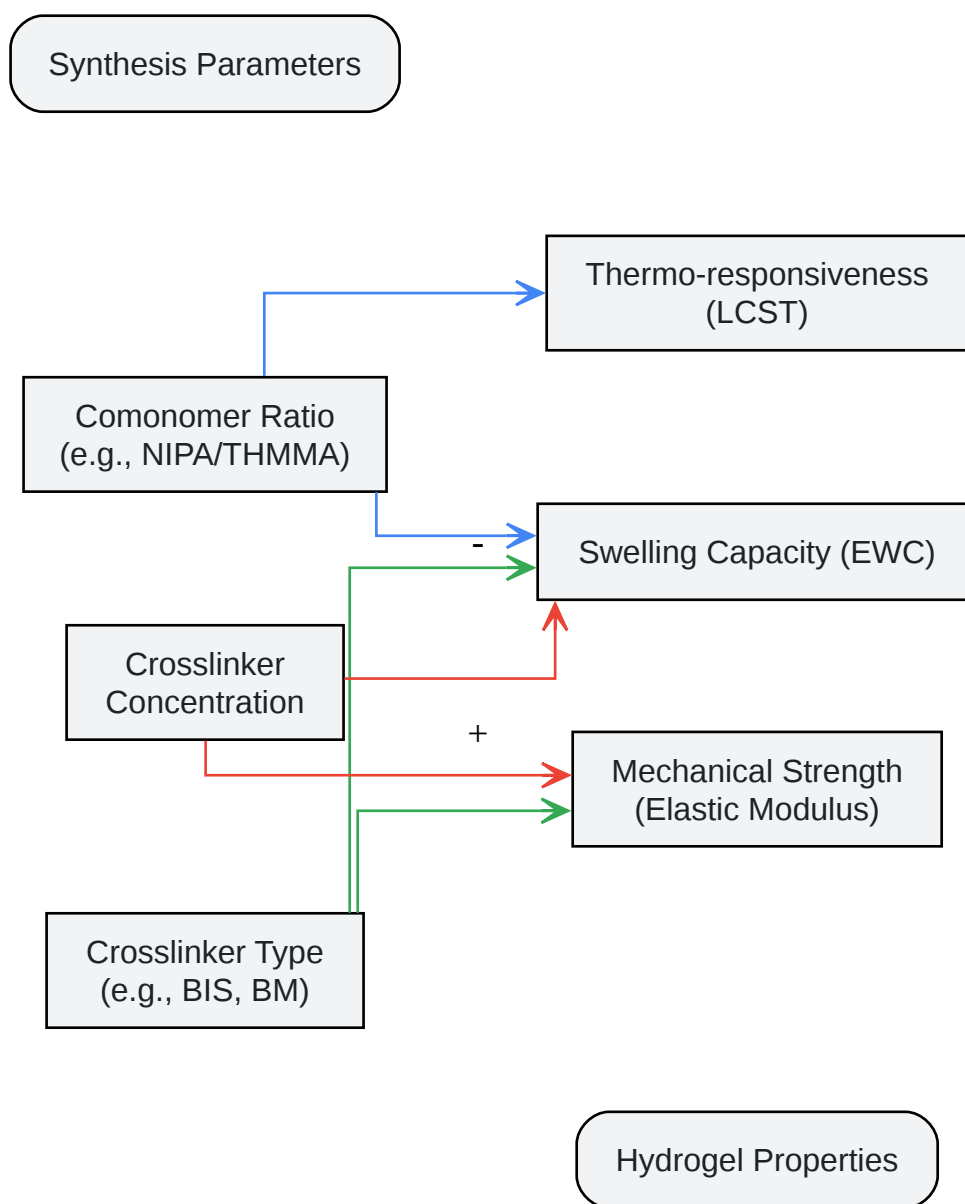 Synthesis Parameters
Thermo-responsiveness
(LCST)
Comonomer Ratio
(e.g., NIPA/THMMA)
-
Swelling Capacity (EWC)
Crosslinker
Concentration
+
Mechanical Strength
(Elastic Modulus)
Crosslinker Type
(e.g., BIS, BM)
Hydrogel Properties